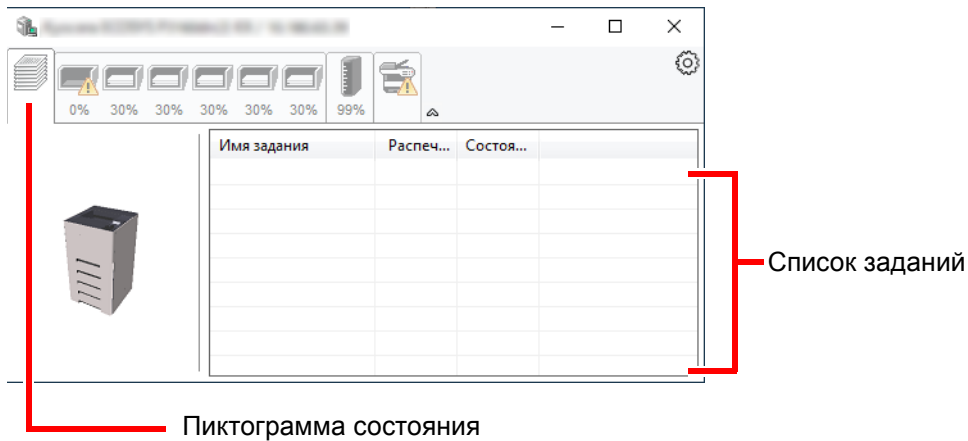 0% 30% 30% 30% 30% 30% 99%
Имя задания Распеч... Состоя...
Список заданий
Пиктограмма состояния